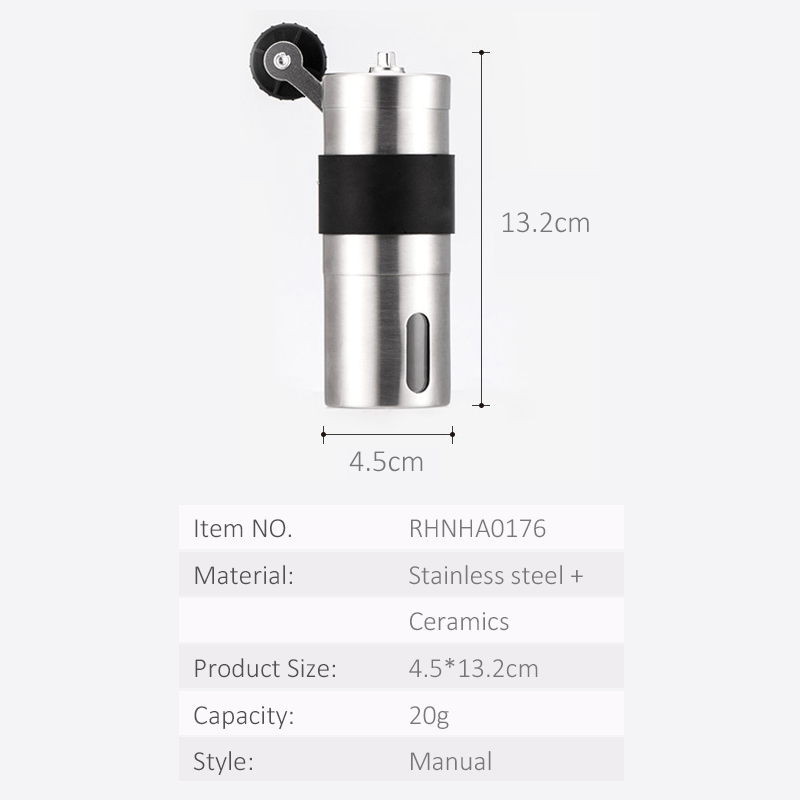 13.2cm
4.5cm
Item NO. RHNHA0176
Material: Stainless steel +
Ceramics
Product Size: 4.5*13.2cm
Capacity: 20g
Style: Manual